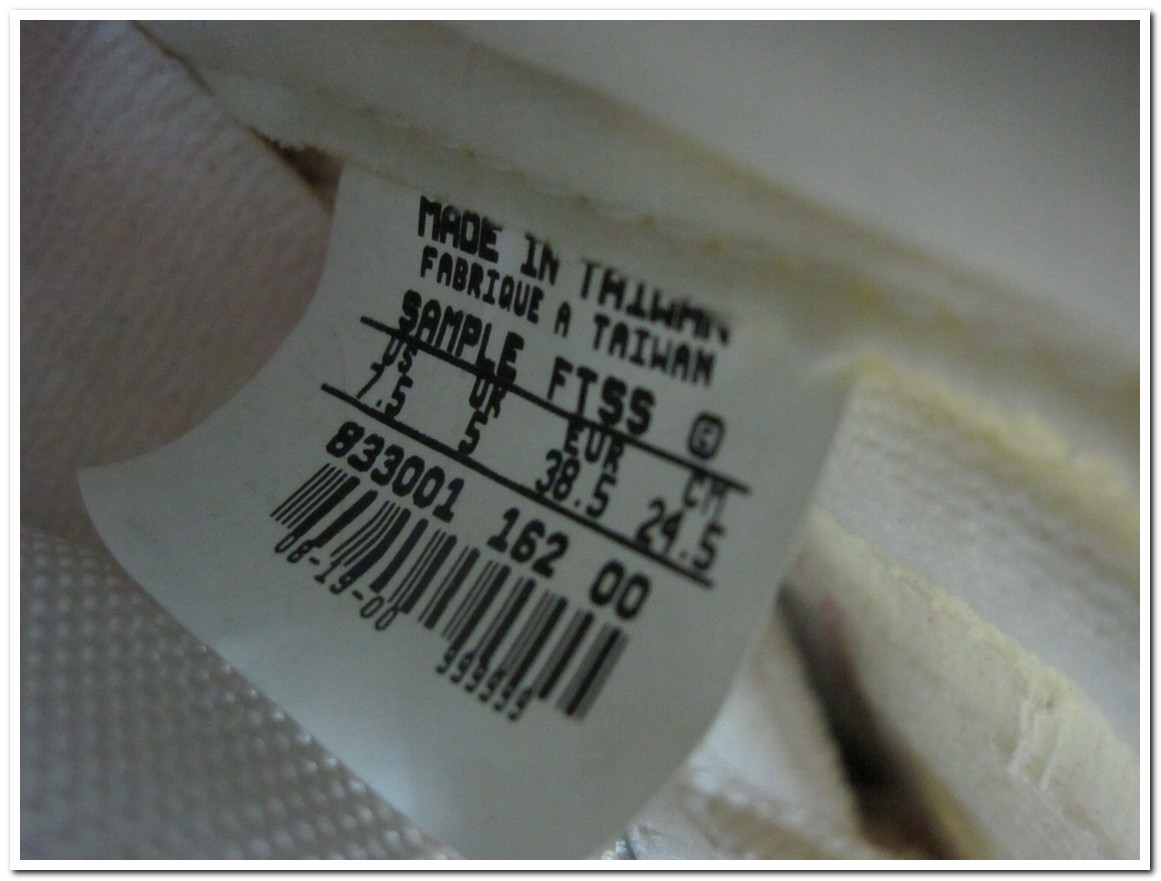 MADE IN TAIWAN
FABRIQUE A TAIWAN
SAMPLE FTSS
US UK EUR CM
7.5 5 38.5 24.5
833001 162 00
08-19-00
999999